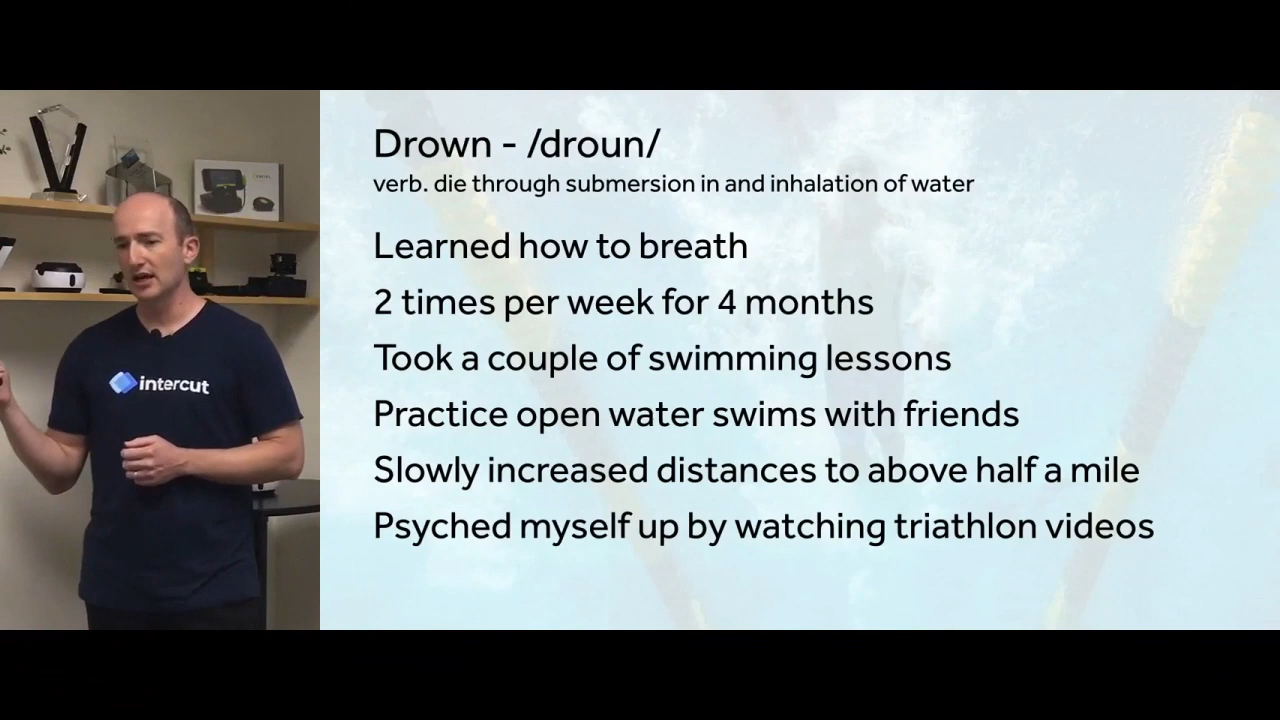 intercut
Drown - /droun/
verb. die through submersion in and inhalation of water
Learned how to breath
2 times per week for 4 months
Took a couple of swimming lessons
Practice open water swims with friends
Slowly increased distances to above half a mile
Psyched myself up by watching triathlon videos